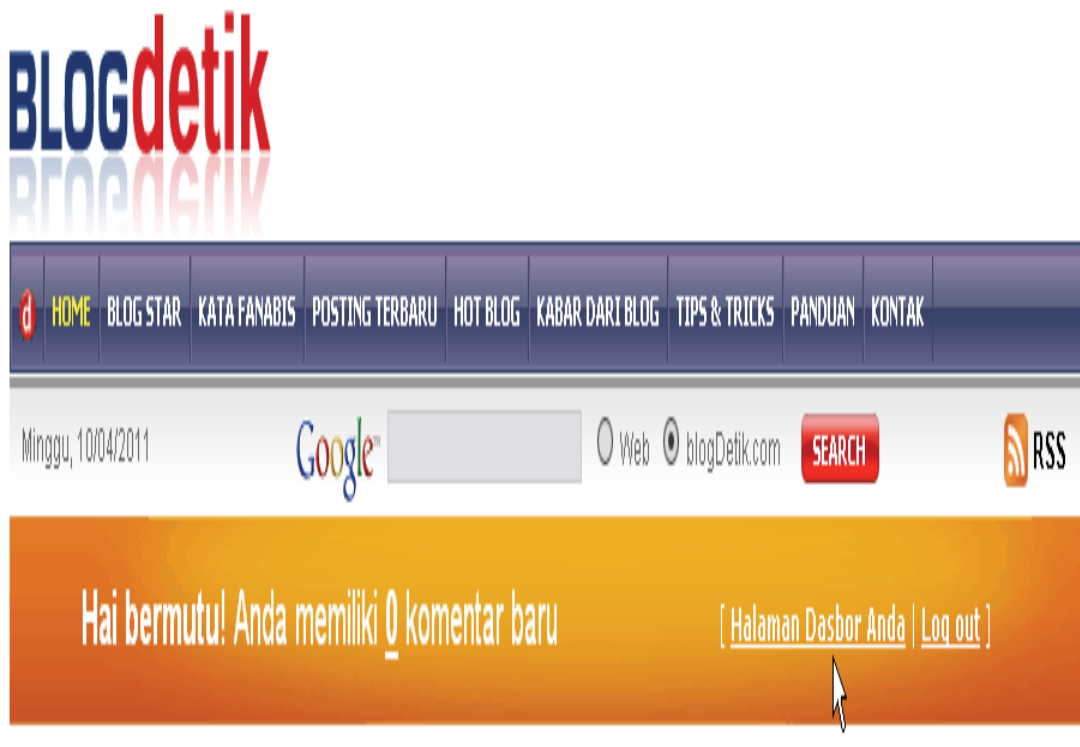 BLOGdetik
d HOME BLOG STAR KATA FANABIS POSTING TERBARU HOT BLOG KABAR DARI BLOG TIPS & TRICKS PANDUAN KONTAK
Minggu, 10/04/2011 Google™ Web blogDetik.com SEARCH RSS
Hai bermutu! Anda memiliki 0 komentar baru [ Halaman Dasbor Anda | Log out ]